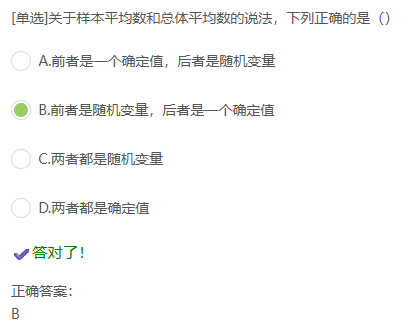 [单选]关于样本平均数和总体平均数的说法，下列正确的是（）
A.前者是一个确定值，后者是随机变量
B.前者是随机变量，后者是一个确定值
C.两者都是随机变量
D.两者都是确定值
答对了！
正确答案：
B